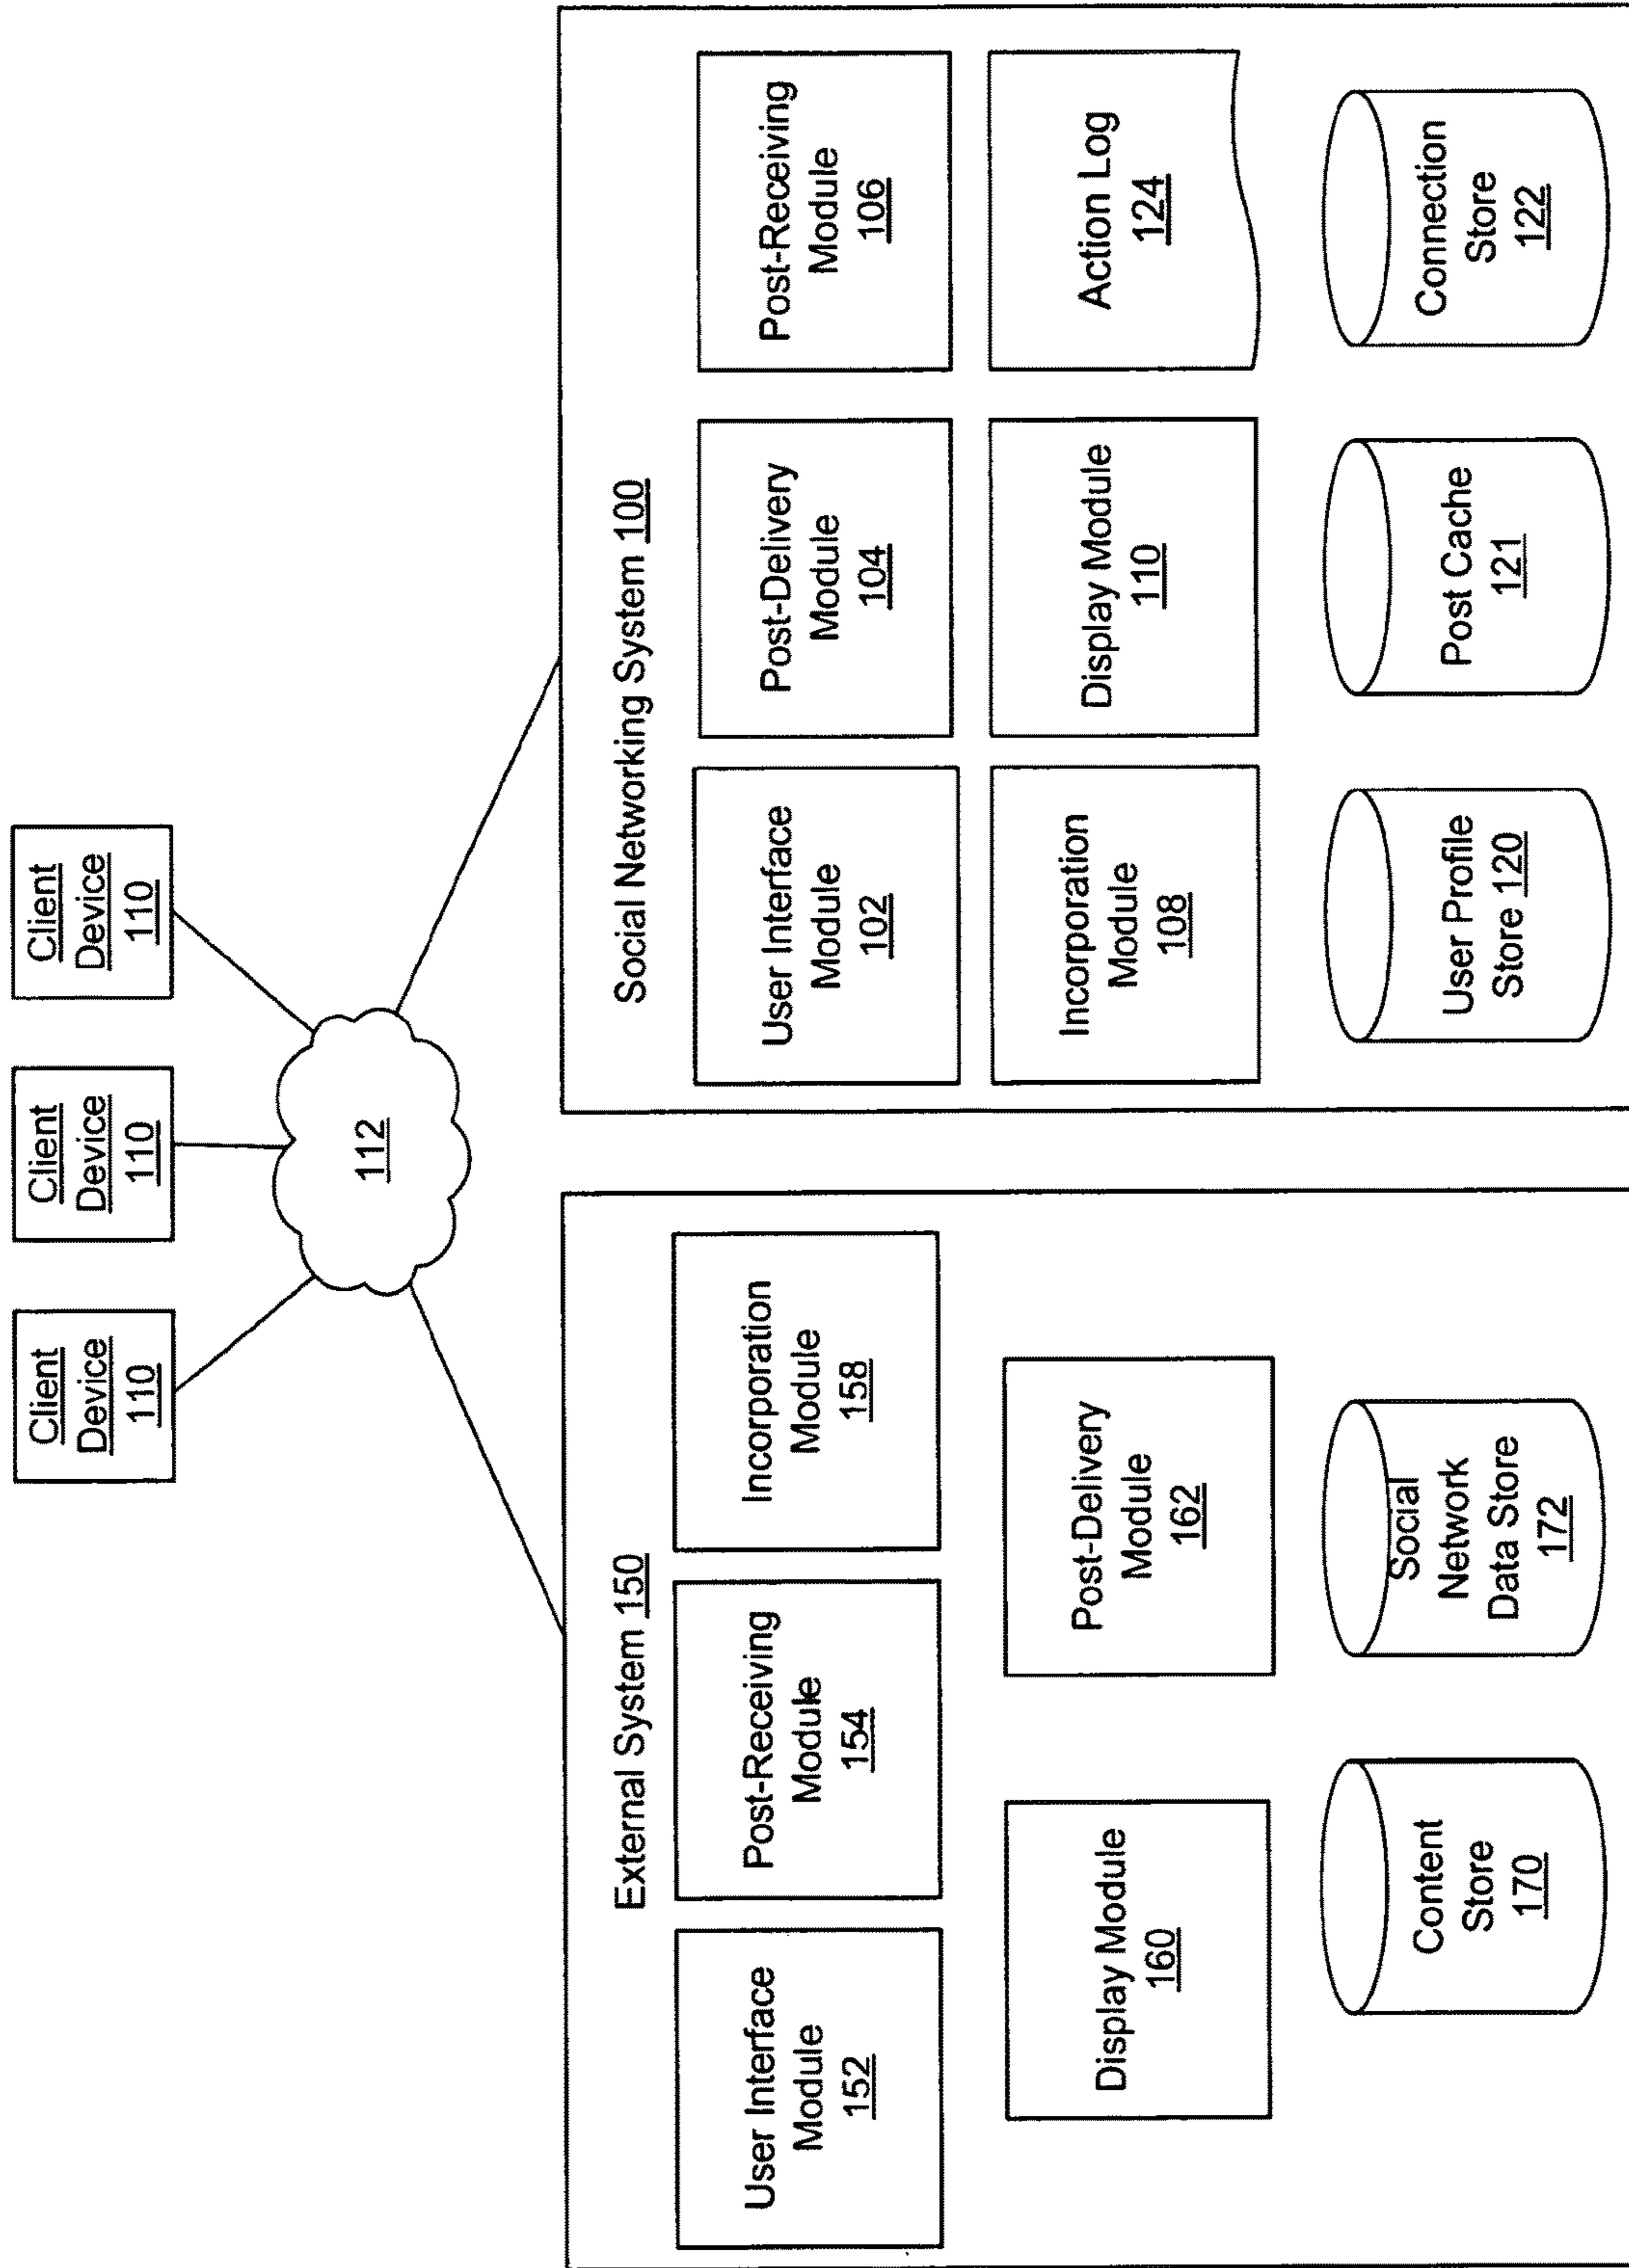 Client
Device
110
Client
Device
110
Client
Device
110
112
External System 150
User Interface
Module
152
Post-Receiving
Module
154
Incorporation
Module
158
Display Module
160
Post-Delivery
Module
162
Content
Store
170
Social
Network
Data Store
172
Social Networking System 100
User Interface
Module
102
Post-Delivery
Module
104
Post-Receiving
Module
106
Incorporation
Module
108
Display Module
110
Action Log
124
User Profile
Store 120
Post Cache
121
Connection
Store
122